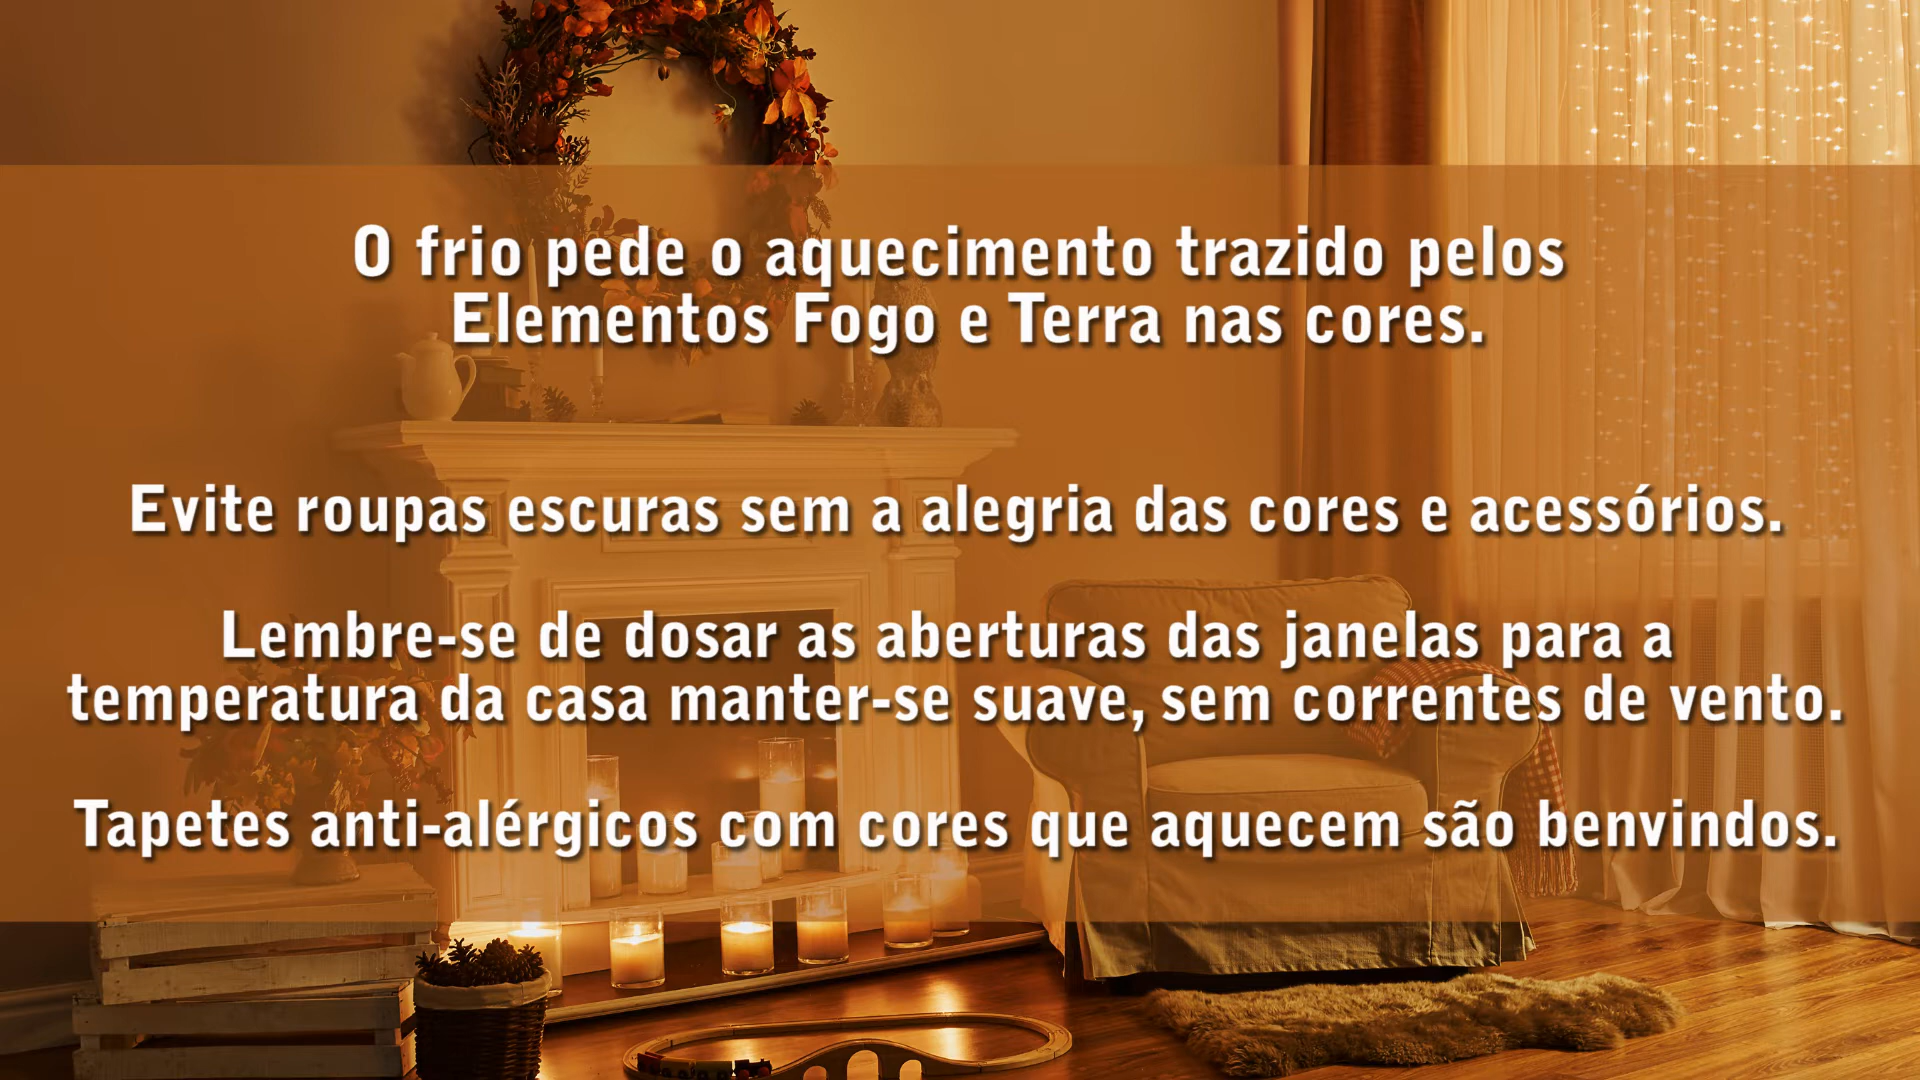 O frio pede o aquecimento trazido pelos
Elementos Fogo e Terra nas cores.
Evite roupas escuras sem a alegria das cores e acessórios.
Lembre-se de dosar as aberturas das janelas para a
temperatura da casa manter-se suave, sem correntes de vento.
Tapetes anti-alérgicos com cores que aquecem são benvindos.